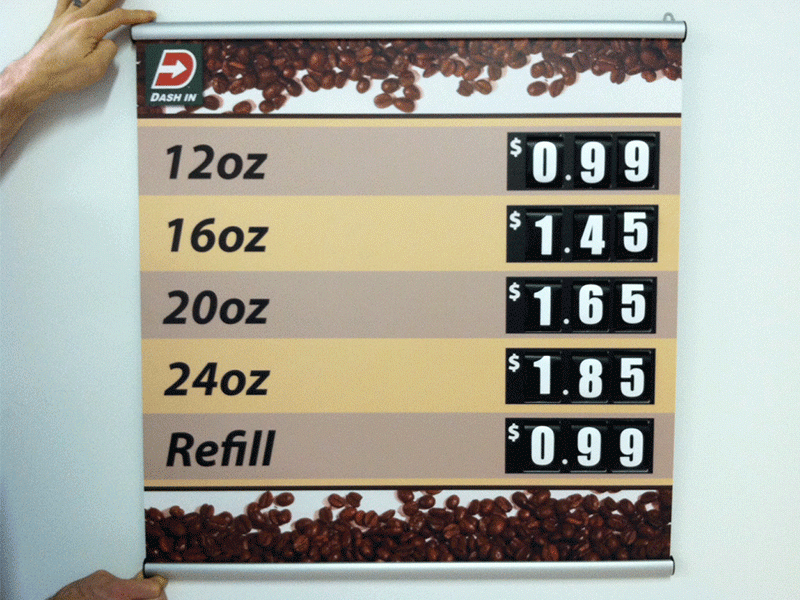 D
DASH IN
12oz $0.99
16oz $1.45
20oz $1.65
24oz $1.85
Refill $0.99